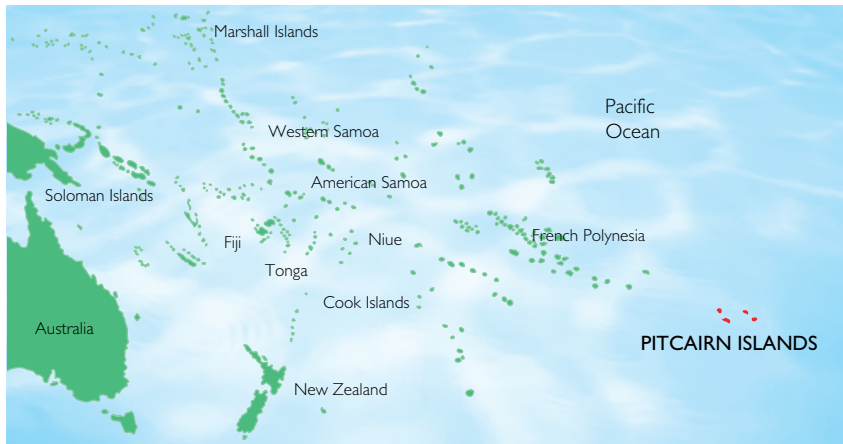 Marshall Islands
Pacific
Ocean
Western Samoa
American Samoa
Soloman Islands
French Polynesia
Fiji
Niue
Tonga
Cook Islands
Australia
PITCAIRN ISLANDS
New Zealand